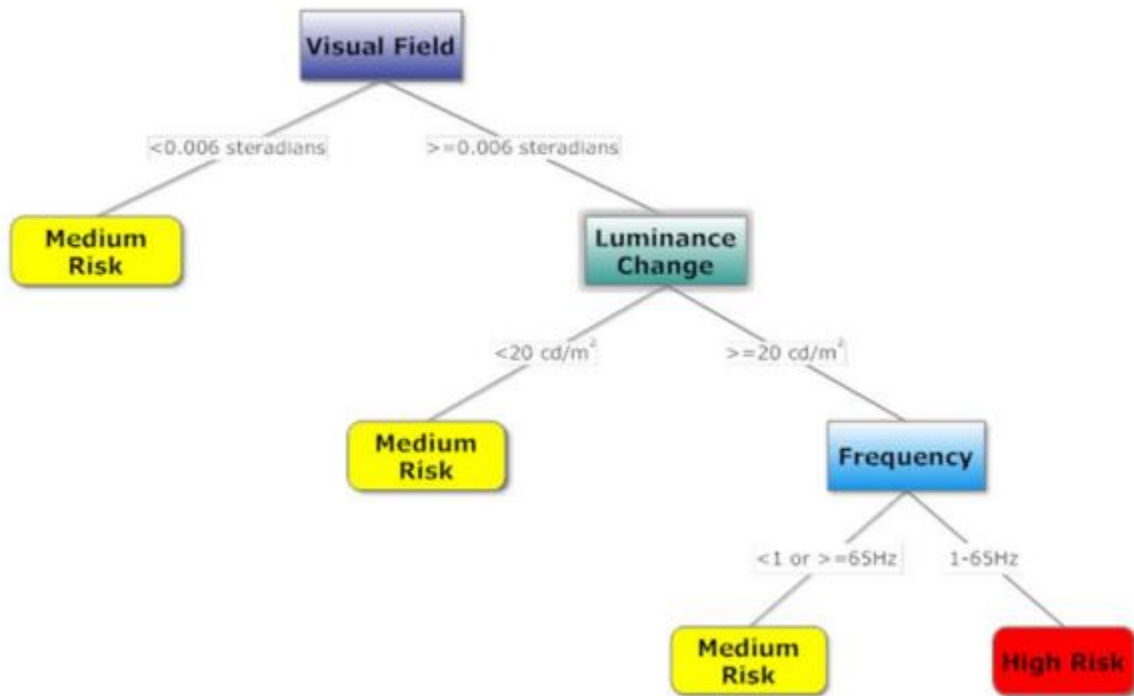 Visual Field
<0.006 steradians
>=0.006 steradians
Medium
Risk
Luminance
Change
<20 cd/m²
>=20 cd/m²
Medium
Risk
Frequency
<1 or >=65Hz
1-65Hz
Medium
Risk
High Risk